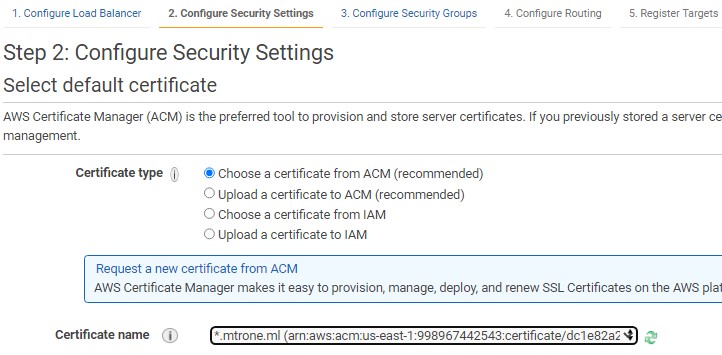 1. Configure Load Balancer 2. Configure Security Settings 3. Configure Security Groups 4. Configure Routing 5. Register Targets
Step 2: Configure Security Settings
Select default certificate
AWS Certificate Manager (ACM) is the preferred tool to provision and store server certificates. If you previously stored a server ce
management.
Certificate type
Choose a certificate from ACM (recommended)
Upload a certificate to ACM (recommended)
Choose a certificate from IAM
Upload a certificate to IAM
Request a new certificate from ACM
AWS Certificate Manager makes it easy to provision, manage, deploy, and renew SSL Certificates on the AWS plat
Certificate name *.mtrone.ml (arn:aws:acm:us-east-1:998967442543:certificate/dc1e82a2